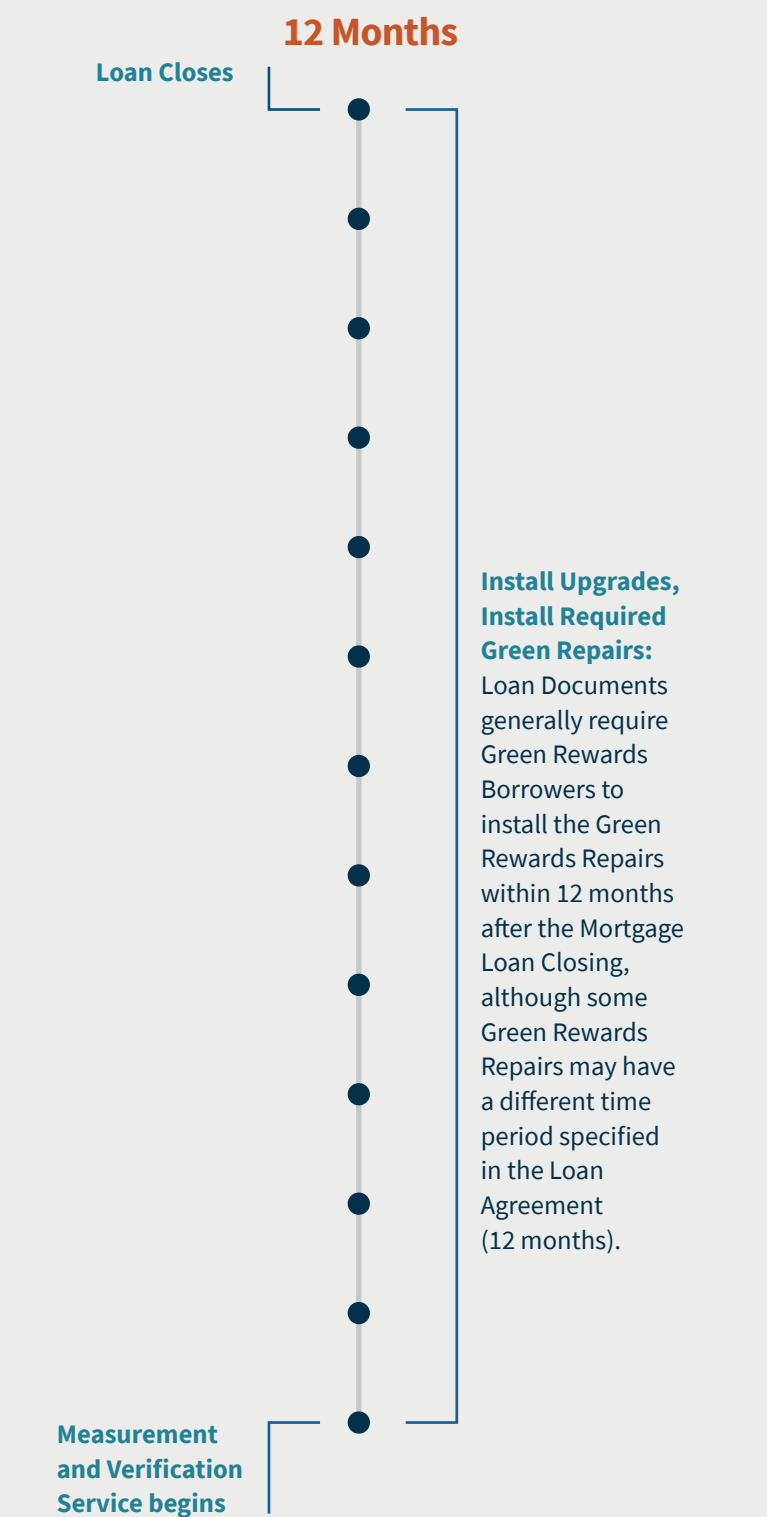 12 Months
Loan Closes
Install Upgrades,
Install Required
Green Repairs:
Loan Documents
generally require
Green Rewards
Borrowers to
install the Green
Rewards Repairs
within 12 months
after the Mortgage
Loan Closing,
although some
Green Rewards
Repairs may have
a different time
period specified
in the Loan
Agreement
(12 months).
Measurement
and Verification
Service begins